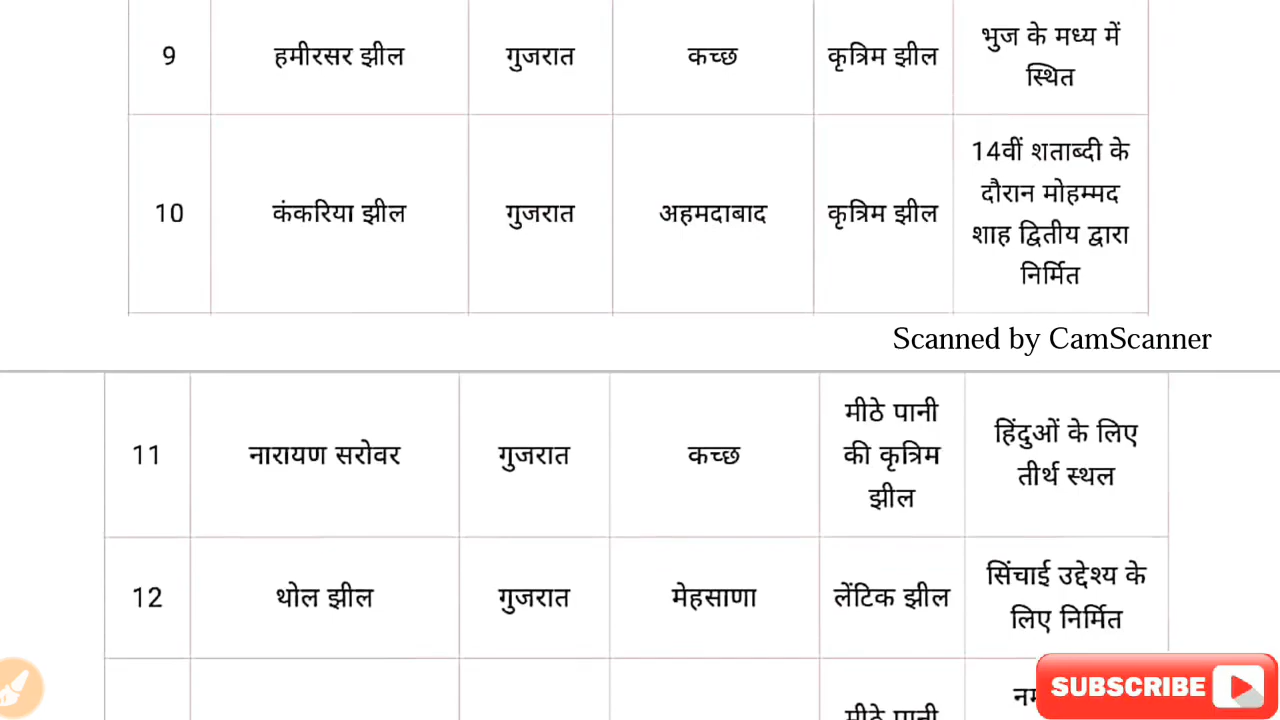 9 हमीरसर झील गुजरात कच्छ कृत्रिम झील भुज के मध्य में
स्थित
10 कंकरिया झील गुजरात अहमदाबाद कृत्रिम झील 14वीं शताब्दी के
दौरान मोहम्मद
शाह द्वितीय द्वारा
निर्मित
Scanned by CamScanner
11 नारायण सरोवर गुजरात कच्छ मीठे पानी
की कृत्रिम
झील
हिंदुओं के लिए
तीर्थ स्थल
12 थोल झील गुजरात मेहसाणा लेंटिक झील सिंचाई उद्देश्य के
लिए निर्मित
मीठे पानी
SUBSCRIBE